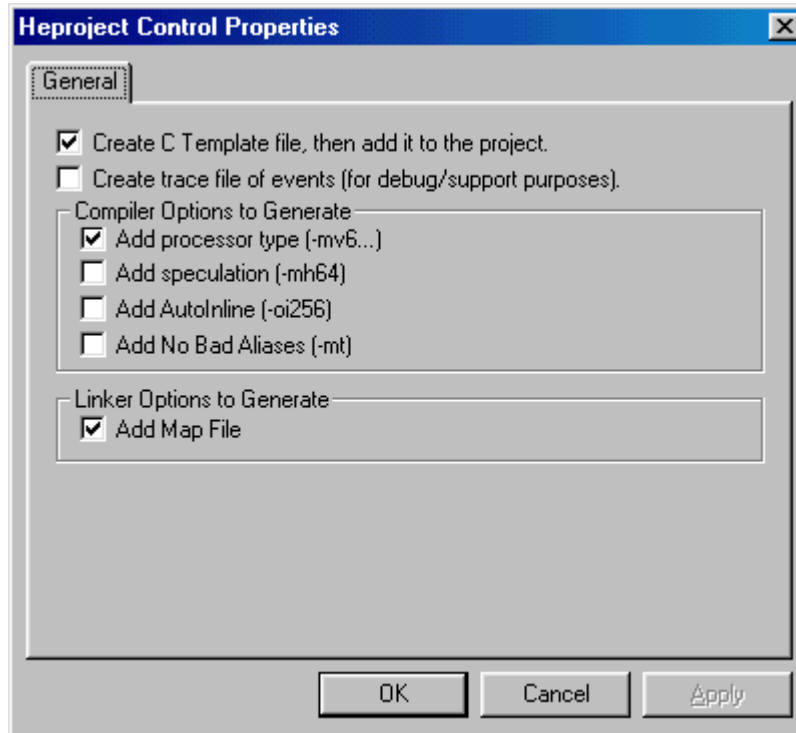 Heproject Control Properties
General
Create C Template file, then add it to the project.
Create trace file of events (for debug/support purposes).
Compiler Options to Generate
Add processor type (-mv6...)
Add speculation (-mh64)
Add AutoInline (-oi256)
Add No Bad Aliases (-mt)
Linker Options to Generate
Add Map File
OK Cancel Apply